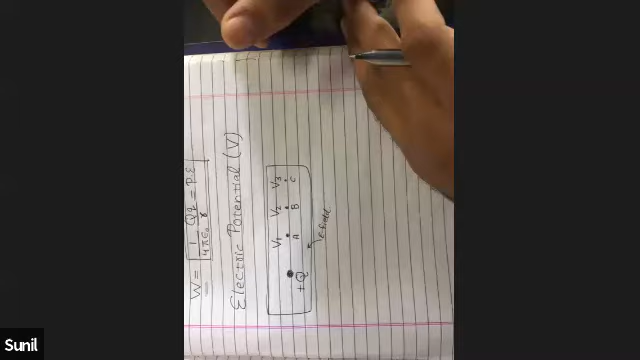 W = 1/4πε₀ Qq/r = P.E
Electric Potential (V)
V₁ V₂ V₃
+Q A B C
E-field
Sunil